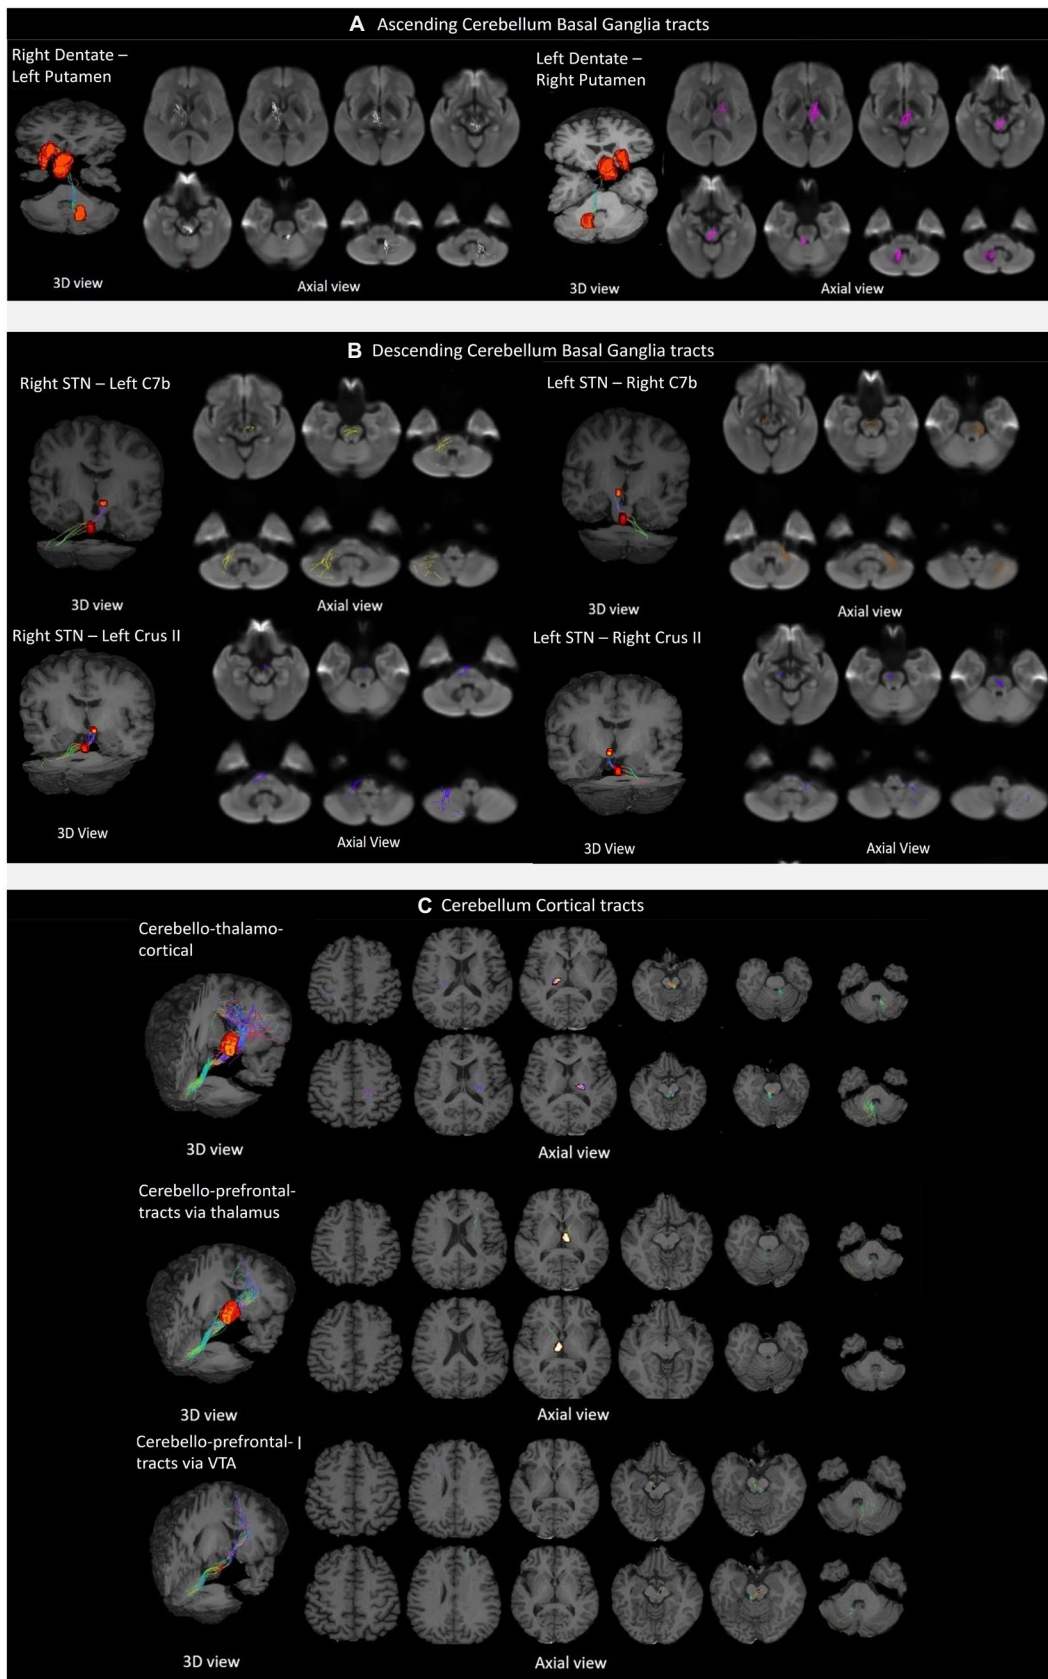 A Ascending Cerebellum Basal Ganglia tracts
Right Dentate –
Left Putamen
3D view
Axial view
Left Dentate –
Right Putamen
3D view
Axial view
B Descending Cerebellum Basal Ganglia tracts
Right STN – Left C7b
3D view
Axial view
Left STN – Right C7b
3D view
Axial view
Right STN – Left Crus II
3D View
Axial View
Left STN – Right Crus II
3D View
Axial View
C Cerebellum Cortical tracts
Cerebello-thalamo-
cortical
3D view
Axial view
Cerebello-prefrontal-
tracts via thalamus
3D view
Axial view
Cerebello-prefrontal-
tracts via VTA
3D view
Axial view